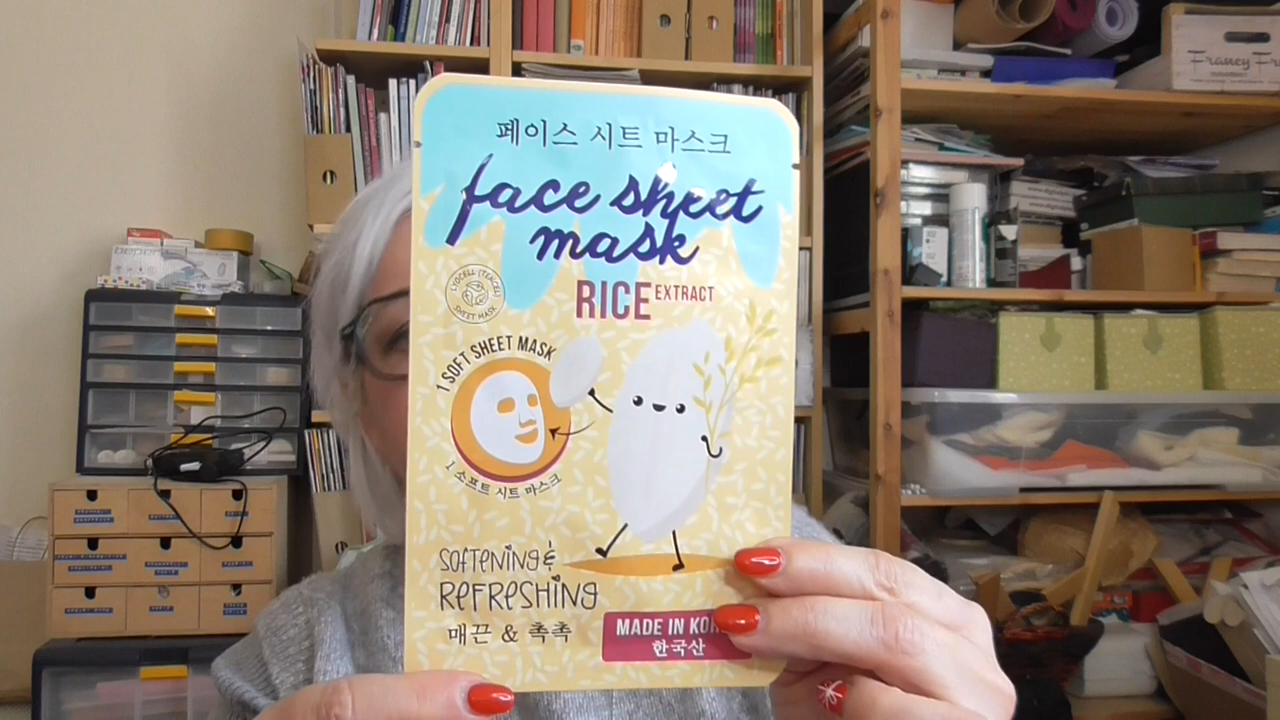 페이스 시트 마스크
face sheet
mask
RICE EXTRACT
LYOCELL (TENCEL)
SHEET MASK
1 SOFT SHEET MASK
1 소프트 시트 마스크
SOFTENING &
REFRESHING
매끈 & 촉촉
MADE IN KOR
한국산
Francy